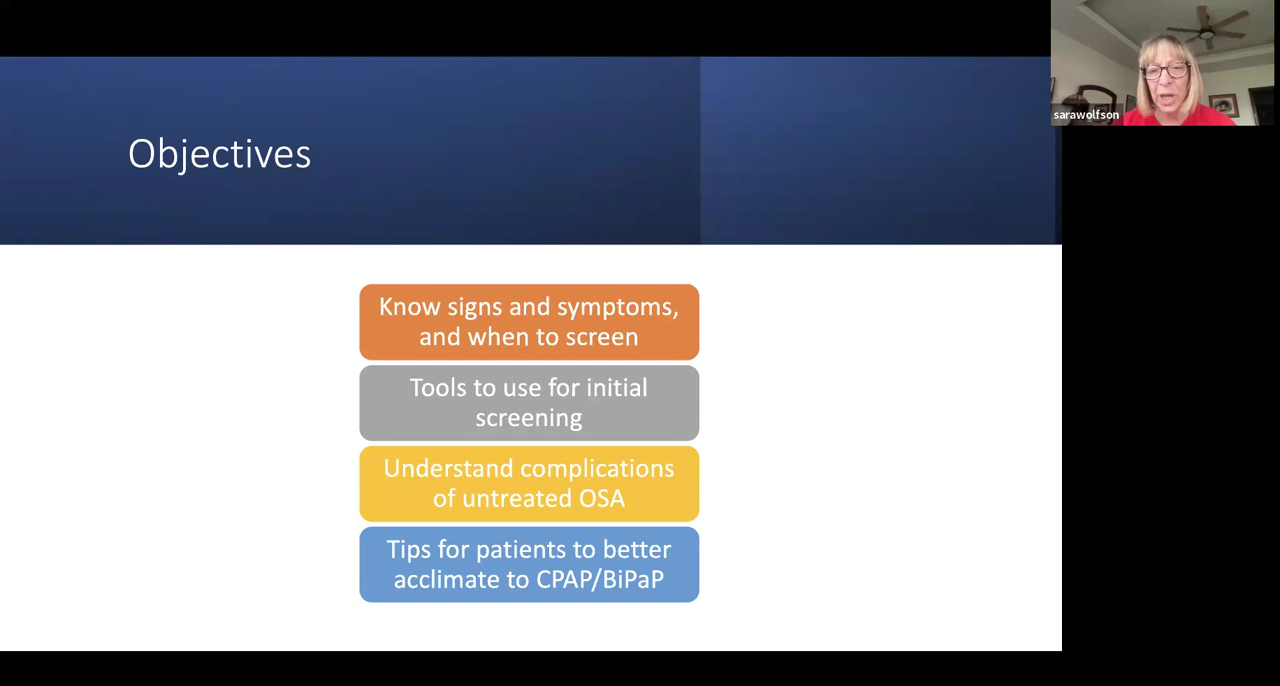 Objectives
sarawolfson
Know signs and symptoms,
and when to screen
Tools to use for initial
screening
Understand complications
of untreated OSA
Tips for patients to better
acclimate to CPAP/BiPaP